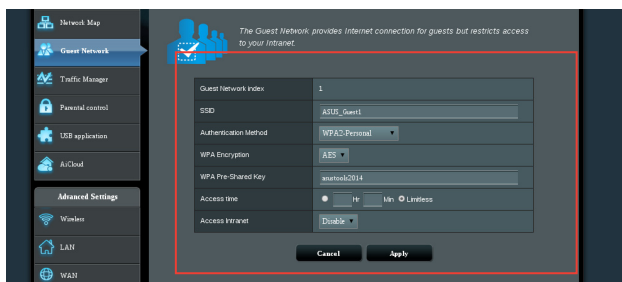 Network Map
Guest Network
Traffic Manager
Parental control
USB application
AiCloud
Advanced Settings
Wireless
LAN
WAN
The Guest Network provides Internet connection for guests but restricts access
to your Intranet.
Guest Network index 1
SSID ASUS_Guest1
Authentication Method WPA2-Personal
WPA Encryption AES
WPA Pre-Shared Key asustools2014
Access time Hr Min Limitless
Access Intranet Disable
Cancel Apply